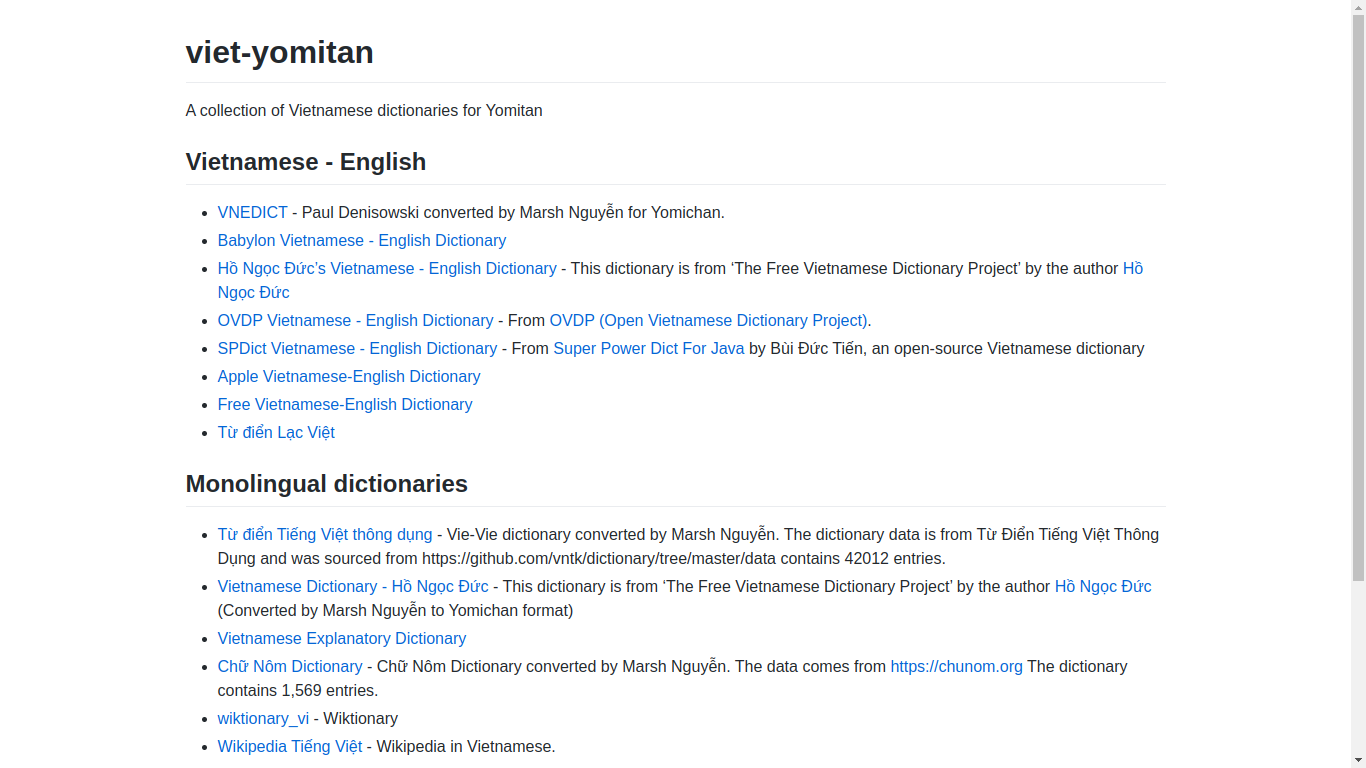 viet-yomitan
A collection of Vietnamese dictionaries for Yomitan
Vietnamese - English
VNEDICT - Paul Denisowski converted by Marsh Nguyễn for Yomichan.
Babylon Vietnamese - English Dictionary
Hồ Ngọc Đức’s Vietnamese - English Dictionary - This dictionary is from ‘The Free Vietnamese Dictionary Project’ by the author Hồ
Ngọc Đức
OVDP Vietnamese - English Dictionary - From OVDP (Open Vietnamese Dictionary Project).
SPDict Vietnamese - English Dictionary - From Super Power Dict For Java by Bùi Đức Tiến, an open-source Vietnamese dictionary
Apple Vietnamese-English Dictionary
Free Vietnamese-English Dictionary
Từ điển Lạc Việt
Monolingual dictionaries
Từ điển Tiếng Việt thông dụng - Vie-Vie dictionary converted by Marsh Nguyễn. The dictionary data is from Từ Điển Tiếng Việt Thông
Dụng and was sourced from https://github.com/vntk/dictionary/tree/master/data contains 42012 entries.
Vietnamese Dictionary - Hồ Ngọc Đức - This dictionary is from ‘The Free Vietnamese Dictionary Project’ by the author Hồ Ngọc Đức
(Converted by Marsh Nguyễn to Yomichan format)
Vietnamese Explanatory Dictionary
Chữ Nôm Dictionary - Chữ Nôm Dictionary converted by Marsh Nguyễn. The data comes from https://chunom.org The dictionary
contains 1,569 entries.
wiktionary_vi - Wiktionary
Wikipedia Tiếng Việt - Wikipedia in Vietnamese.